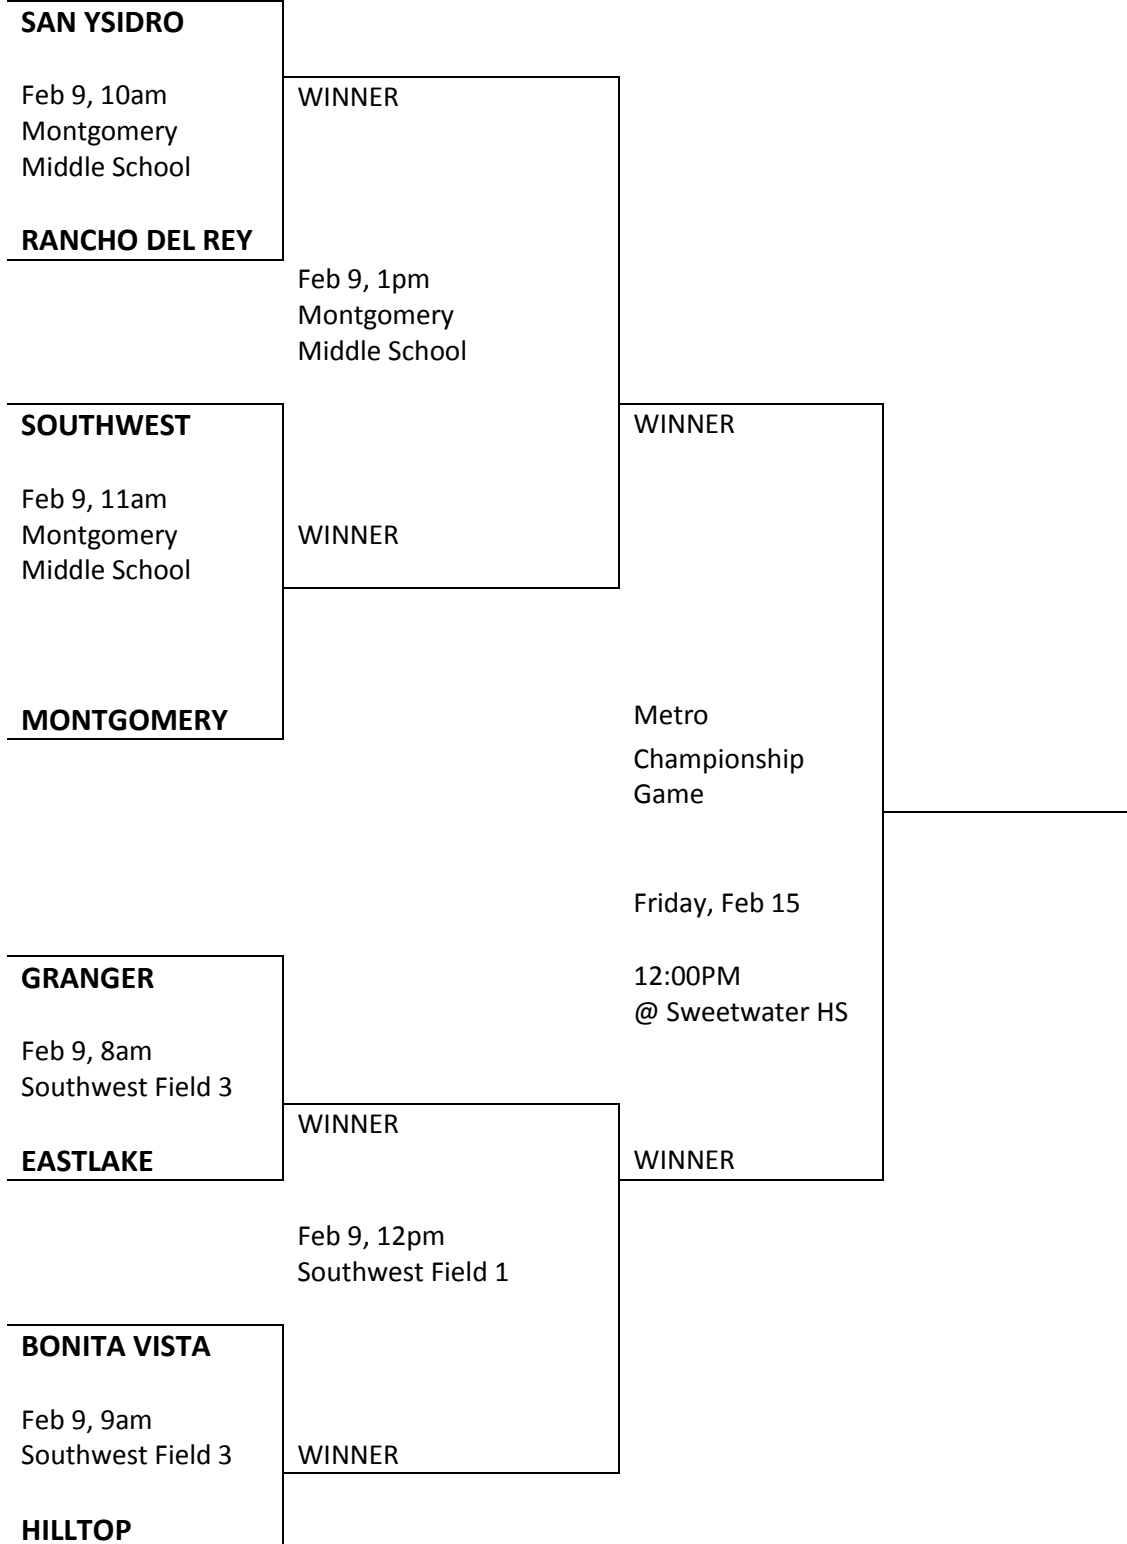 SAN YSIDRO
Feb 9, 10am
Montgomery
Middle School
RANCHO DEL REY
WINNER
Feb 9, 1pm
Montgomery
Middle School
SOUTHWEST
Feb 9, 11am
Montgomery
Middle School
MONTGOMERY
WINNER
WINNER
Metro
Championship
Game
Friday, Feb 15
12:00PM
@ Sweetwater HS
GRANGER
Feb 9, 8am
Southwest Field 3
EASTLAKE
WINNER
Feb 9, 12pm
Southwest Field 1
WINNER
BONITA VISTA
Feb 9, 9am
Southwest Field 3
HILLTOP
WINNER